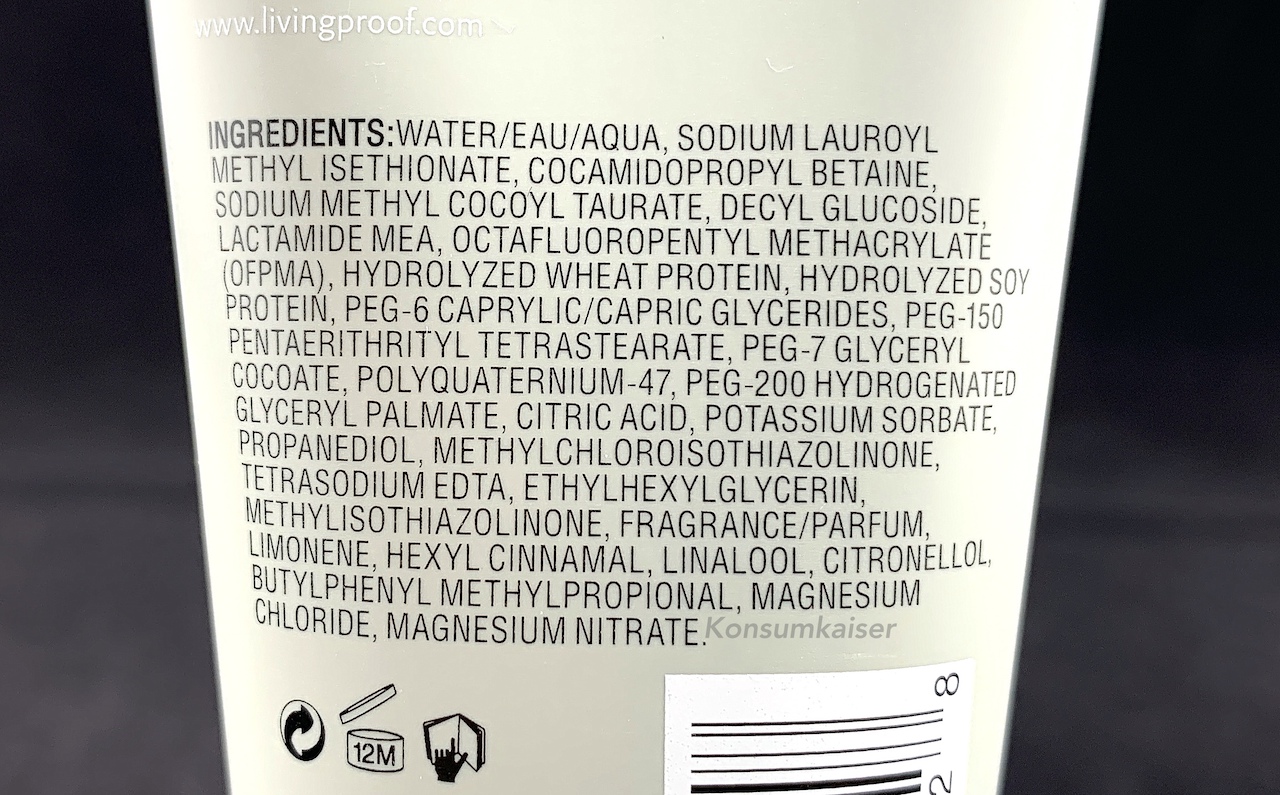 www.livingproof.com
INGREDIENTS:WATER/EAU/AQUA, SODIUM LAUROYL
METHYL ISETHIONATE, COCAMIDOPROPYL BETAINE,
SODIUM METHYL COCOYL TAURATE, DECYL GLUCOSIDE,
LACTAMIDE MEA, OCTAFLUOROPENTYL METHACRYLATE
(OFPMA), HYDROLYZED WHEAT PROTEIN, HYDROLYZED SOY
PROTEIN, PEG-6 CAPRYLIC/CAPRIC GLYCERIDES, PEG-150
PENTAERITHRITYL TETRASTEARATE, PEG-7 GLYCERYL
COCOATE, POLYQUATERNIUM-47, PEG-200 HYDROGENATED
GLYCERYL PALMATE, CITRIC ACID, POTASSIUM SORBATE,
PROPANEDIOL, METHYLCHLOROISOTHIAZOLINONE,
TETRASODIUM EDTA, ETHYLHEXYLGLYCERIN,
METHYLISOTHIAZOLINONE, FRAGRANCE/PARFUM,
LIMONENE, HEXYL CINNAMAL, LINALOOL, CITRONELLOL,
BUTYLPHENYL METHYLPROPIONAL, MAGNESIUM
CHLORIDE, MAGNESIUM NITRATE.
Konsumkaiser
12M
8
2